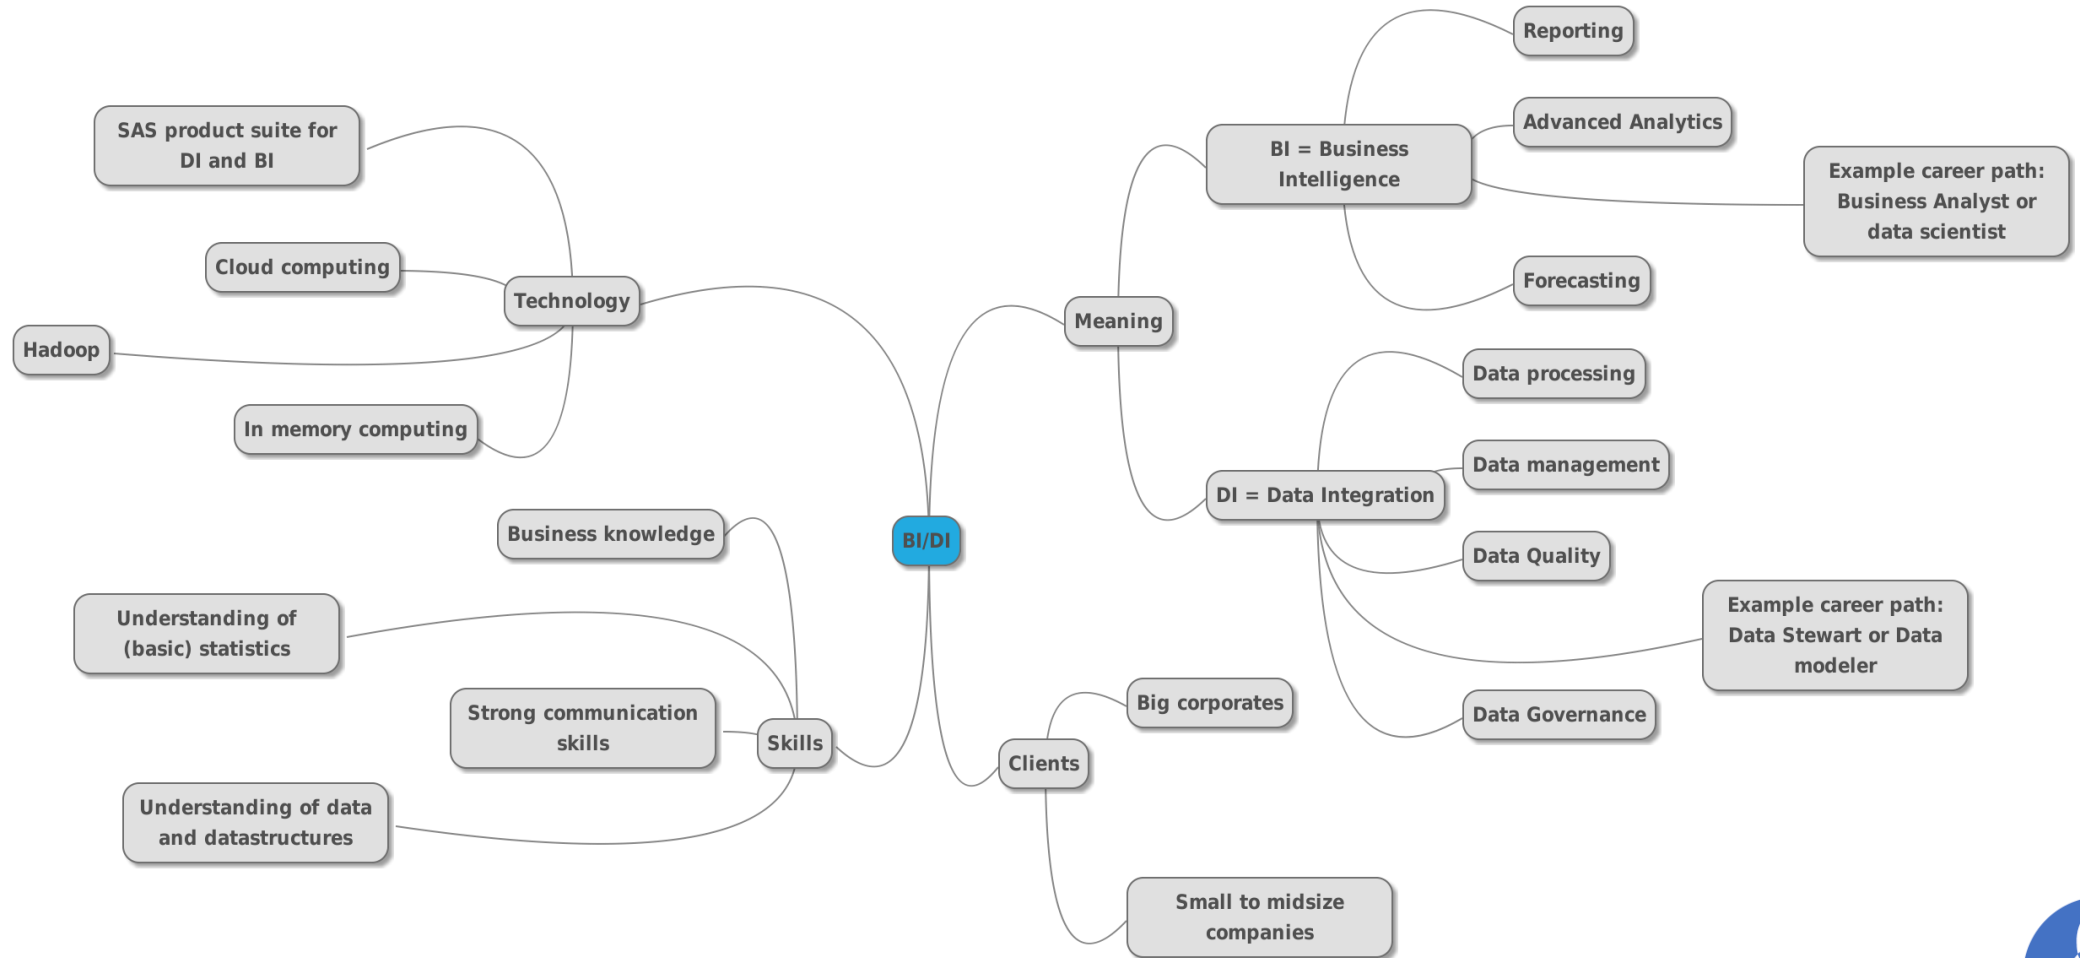 Reporting
Advanced Analytics
BI = Business
Intelligence
Example career path:
Business Analyst or
data scientist
Forecasting
Meaning
Data processing
Data management
DI = Data Integration
Data Quality
Example career path:
Data Stewart or Data
modeler
Data Governance
SAS product suite for
DI and BI
Cloud computing
Technology
Hadoop
In memory computing
BI/DI
Business knowledge
Understanding of
(basic) statistics
Strong communication
skills
Skills
Understanding of data
and datastructures
Big corporates
Clients
Small to midsize
companies